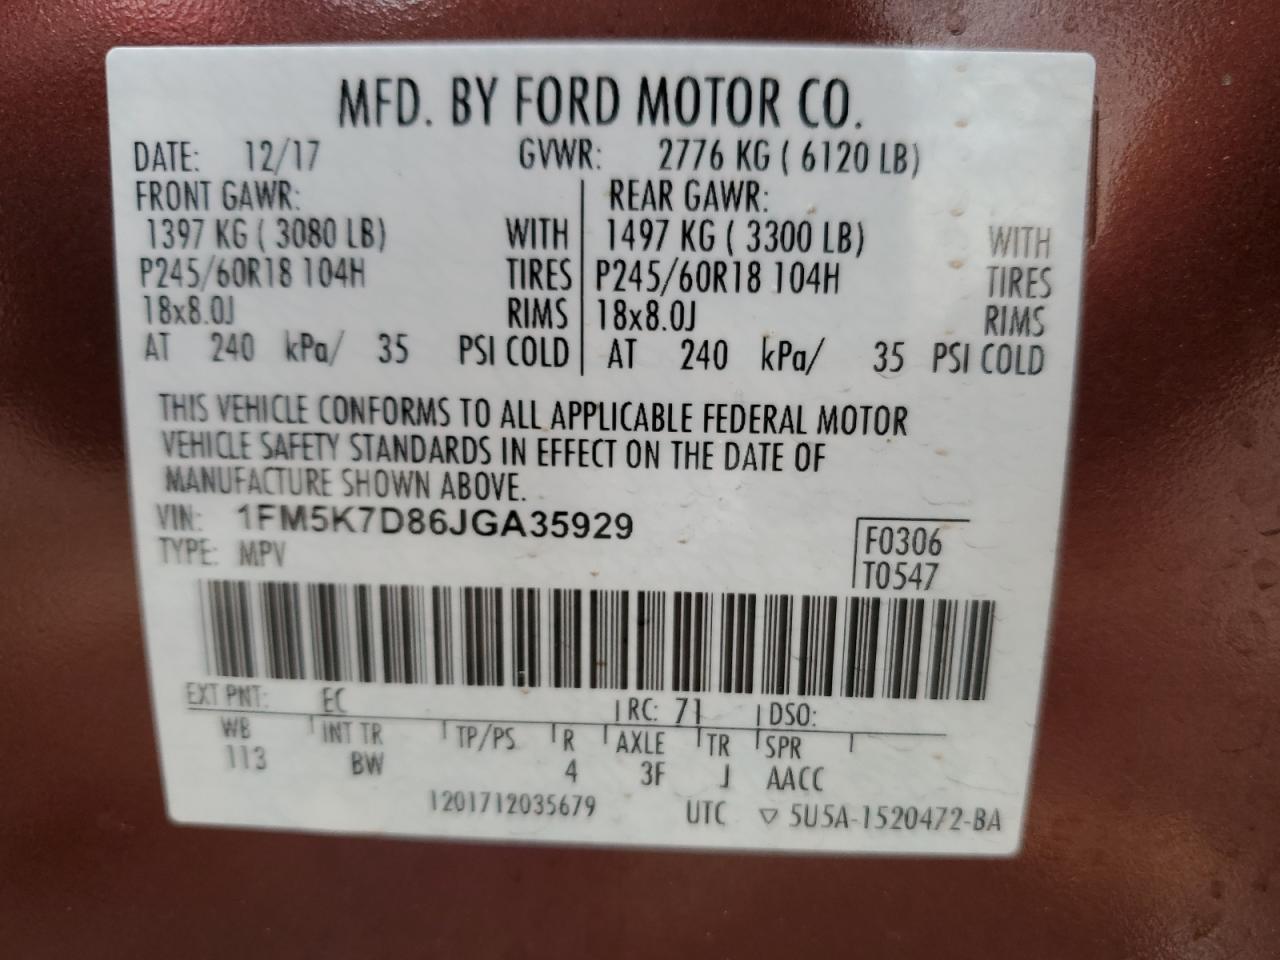 MFD. BY FORD MOTOR CO.
DATE: 12/17 GVWR: 2776 KG ( 6120 LB)
FRONT GAWR: REAR GAWR:
1397 KG ( 3080 LB) WITH 1497 KG ( 3300 LB) WITH
P245/60R18 104H TIRES P245/60R18 104H TIRES
18x8.0J RIMS 18x8.0J RIMS
AT 240 kPa/ 35 PSI COLD AT 240 kPa/ 35 PSI COLD
THIS VEHICLE CONFORMS TO ALL APPLICABLE FEDERAL MOTOR
VEHICLE SAFETY STANDARDS IN EFFECT ON THE DATE OF
MANUFACTURE SHOWN ABOVE.
VIN: 1FM5K7D86JGA35929 F0306
TYPE: MPV T0547
EXT PNT: EC RC: 71 DSO:
WB INT TR TP/PS R AXLE TR SPR
113 BW 4 3F J AACC
1201712035679 UTC ▽ 5U5A-1520472-BA